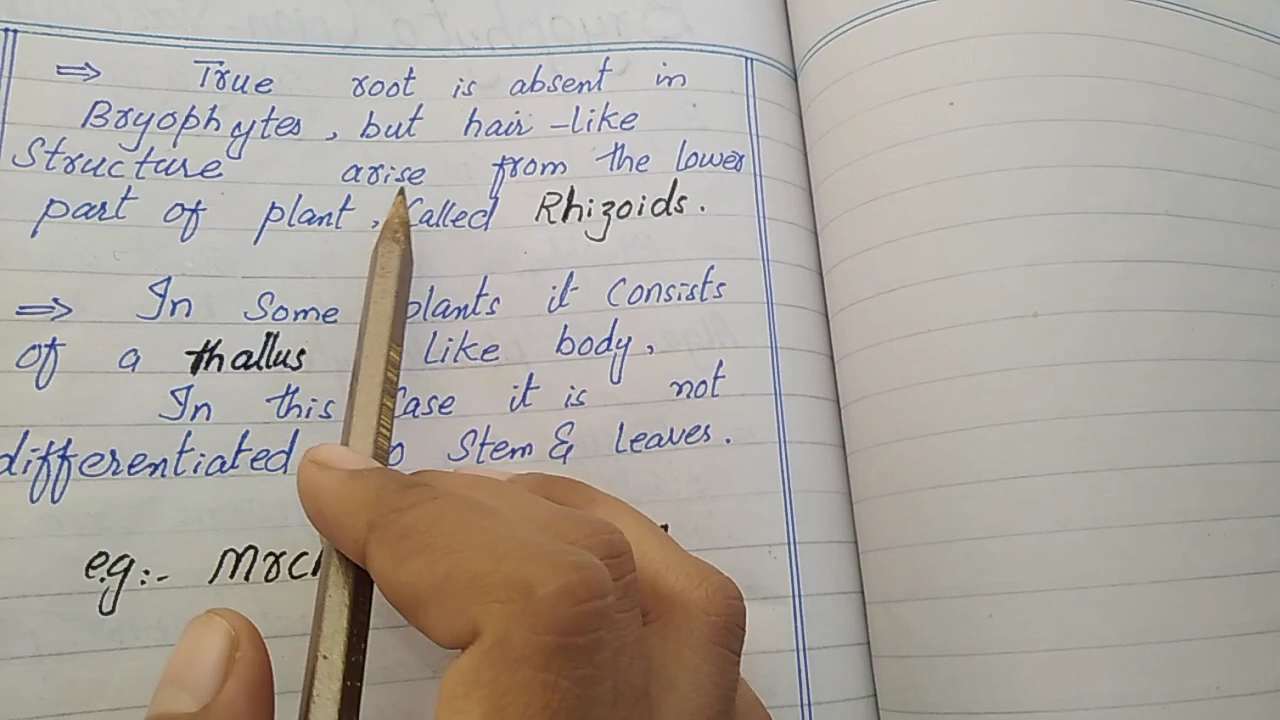 ⇒ True root is absent in
Bryophytes, but hair-like
Structure arise from the lower
part of plant, Called Rhizoids.
⇒ In Some plants it Consists
of a thallus like body,
In this Case it is not
differentiated Stem & leaves.
e.g:-